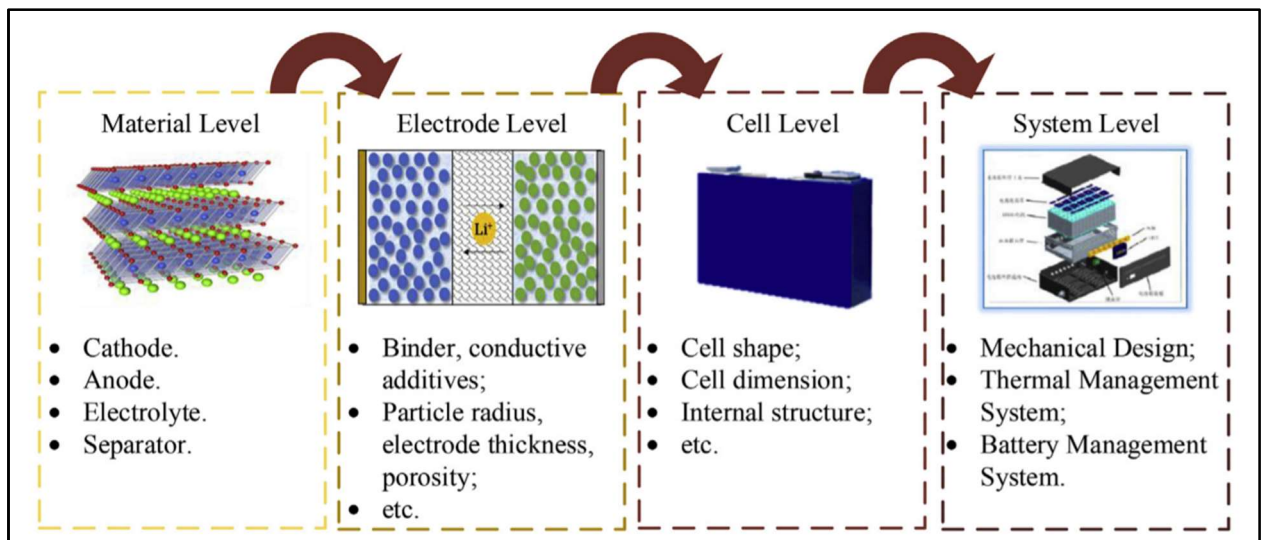 Material Level
Cathode.
Anode.
Electrolyte.
Separator.
Electrode Level
Li+
Binder, conductive
additives;
Particle radius,
electrode thickness,
porosity;
etc.
Cell Level
Cell shape;
Cell dimension;
Internal structure;
etc.
System Level
Mechanical Design;
Thermal Management
System;
Battery Management
System.